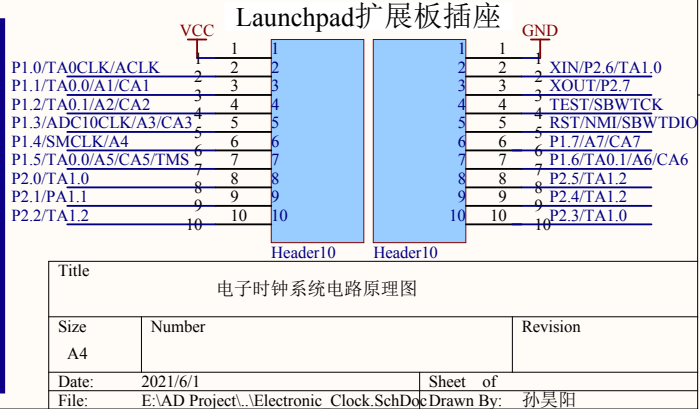 Launchpad扩展板插座
VCC GND
1 1 1 1 1 1
P1.0/TA0CLK/ACLK 2 2 2 2 2 2 XIN/P2.6/TA1.0
P1.1/TA0.0/A1/CA1 3 3 3 3 3 3 XOUT/P2.7
P1.2/TA0.1/A2/CA2 4 4 4 4 4 4 TEST/SBWTCK
P1.3/ADC10CLK/A3/CA3 5 5 5 5 5 5 RST/NMI/SBWTDIO
P1.4/SMCLK/A4 6 6 6 6 6 6 P1.7/A7/CA7
P1.5/TA0.0/A5/CA5/TMS 7 7 7 7 7 7 P1.6/TA0.1/A6/CA6
P2.0/TA1.0 8 8 8 8 8 8 P2.5/TA1.2
P2.1/PA1.1 9 9 9 9 9 9 P2.4/TA1.2
P2.2/TA1.2 10 10 10 10 10 10 P2.3/TA1.0
Header10 Header10
Title
电子时钟系统电路原理图
Size Number Revision
A4
Date: 2021/6/1 Sheet of
File: E:\AD Project\..\Electronic Clock.SchDoc Drawn By: 孙昊阳